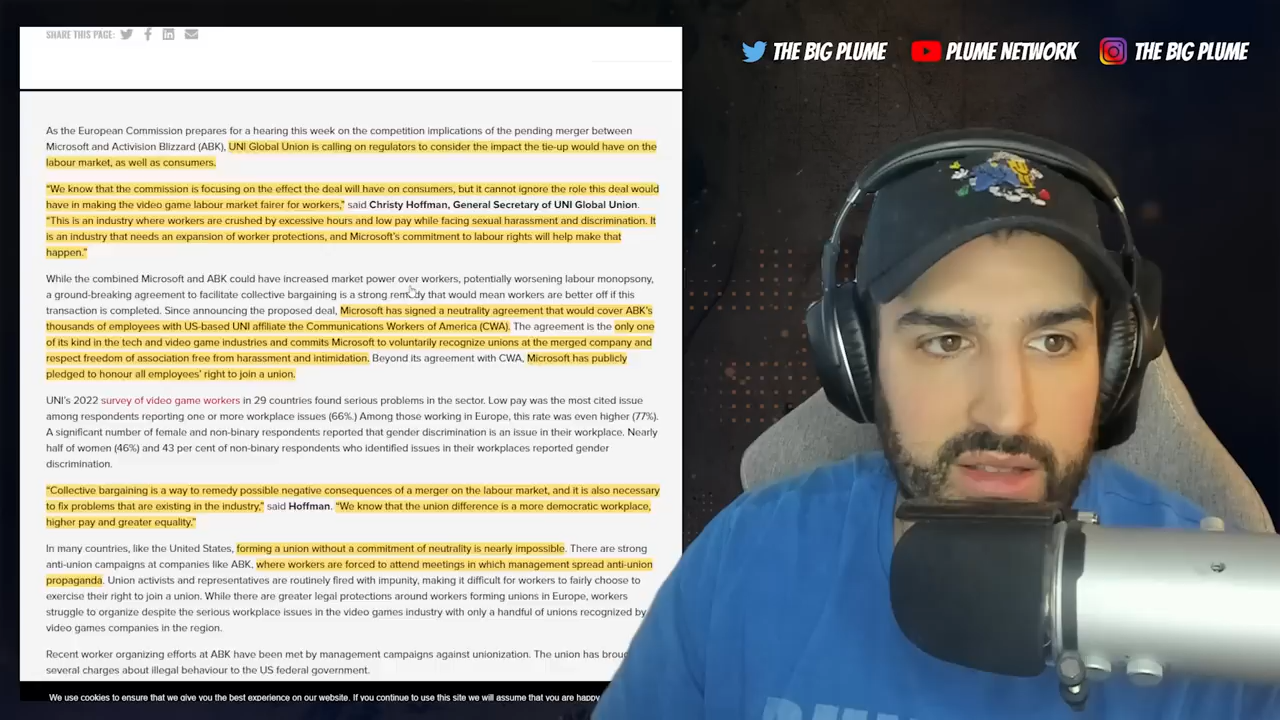 SHARE THIS PAGE:
THE BIG PLUME PLUME NETWORK THE BIG PLUME
As the European Commission prepares for a hearing this week on the competition implications of the pending merger between
Microsoft and Activision Blizzard (ABK), UNI Global Union is calling on regulators to consider the impact the tie-up would have on the
labour market, as well as consumers.
“We know that the commission is focusing on the effect the deal will have on consumers, but it cannot ignore the role this deal would
have in making the video game labour market fairer for workers,” said Christy Hoffman, General Secretary of UNI Global Union.
“This is an industry where workers are crushed by excessive hours and low pay while facing sexual harassment and discrimination. It
is an industry that needs an expansion of worker protections, and Microsoft’s commitment to labour rights will help make that
happen.”
While the combined Microsoft and ABK could have increased market power over workers, potentially worsening labour monopsony,
a ground-breaking agreement to facilitate collective bargaining is a strong remedy that would mean workers are better off if this
transaction is completed. Since announcing the proposed deal, Microsoft has signed a neutrality agreement that would cover ABK’s
thousands of employees with US-based UNI affiliate the Communications Workers of America (CWA). The agreement is the only one
of its kind in the tech and video game industries and commits Microsoft to voluntarily recognize unions at the merged company and
respect freedom of association free from harassment and intimidation. Beyond its agreement with CWA, Microsoft has publicly
pledged to honour all employees’ right to join a union.
UNI’s 2022 survey of video game workers in 29 countries found serious problems in the sector. Low pay was the most cited issue
among respondents reporting one or more workplace issues (66%.) Among those working in Europe, this rate was even higher (77%).
A significant number of female and non-binary respondents reported that gender discrimination is an issue in their workplace. Nearly
half of women (46%) and 43 per cent of non-binary respondents who identified issues in their workplaces reported gender
discrimination.
“Collective bargaining is a way to remedy possible negative consequences of a merger on the labour market, and it is also necessary
to fix problems that are existing in the industry,” said Hoffman. “We know that the union difference is a more democratic workplace,
higher pay and greater equality.”
In many countries, like the United States, forming a union without a commitment of neutrality is nearly impossible. There are strong
anti-union campaigns at companies like ABK, where workers are forced to attend meetings in which management spread anti-union
propaganda. Union activists and representatives are routinely fired with impunity, making it difficult for workers to fairly choose to
exercise their right to join a union. While there are greater legal protections around workers forming unions in Europe, workers
struggle to organize despite the serious workplace issues in the video games industry with only a handful of unions recognized by
video games companies in the region.
Recent worker organizing efforts at ABK have been met by management campaigns against unionization. The union has
several charges about illegal behaviour to the US federal government.
We use cookies to ensure that we give you the best experience on our website. If you continue to use this site we will assume that you are happy